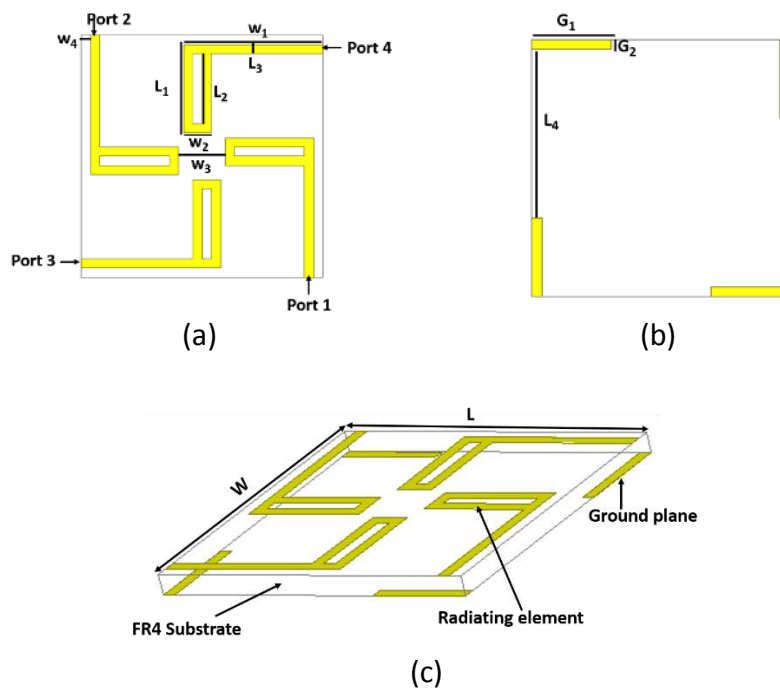 Port 2
w4
w1
Port 4
L3
L1
L2
w2
w3
Port 3
Port 1
(a)
G1
G2
L4
(b)
L
W
Ground plane
FR4 Substrate
Radiating element
(c)